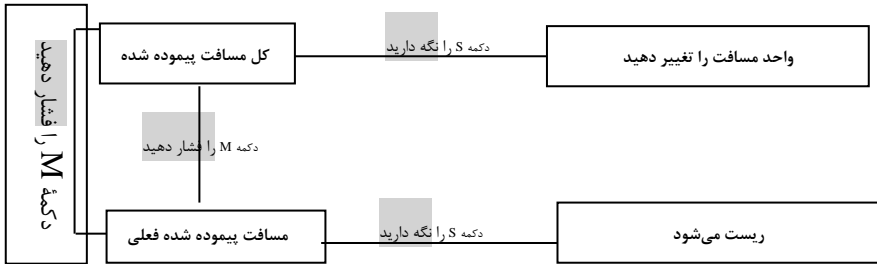 دکمهٔ M را فشار دهید
کل مسافت پیموده شده
دکمه S را نگه دارید
واحد مسافت را تغییر دهید
دکمه M را فشار دهید
مسافت پیموده شده فعلی
دکمه S را نگه دارید
ریست می‌شود